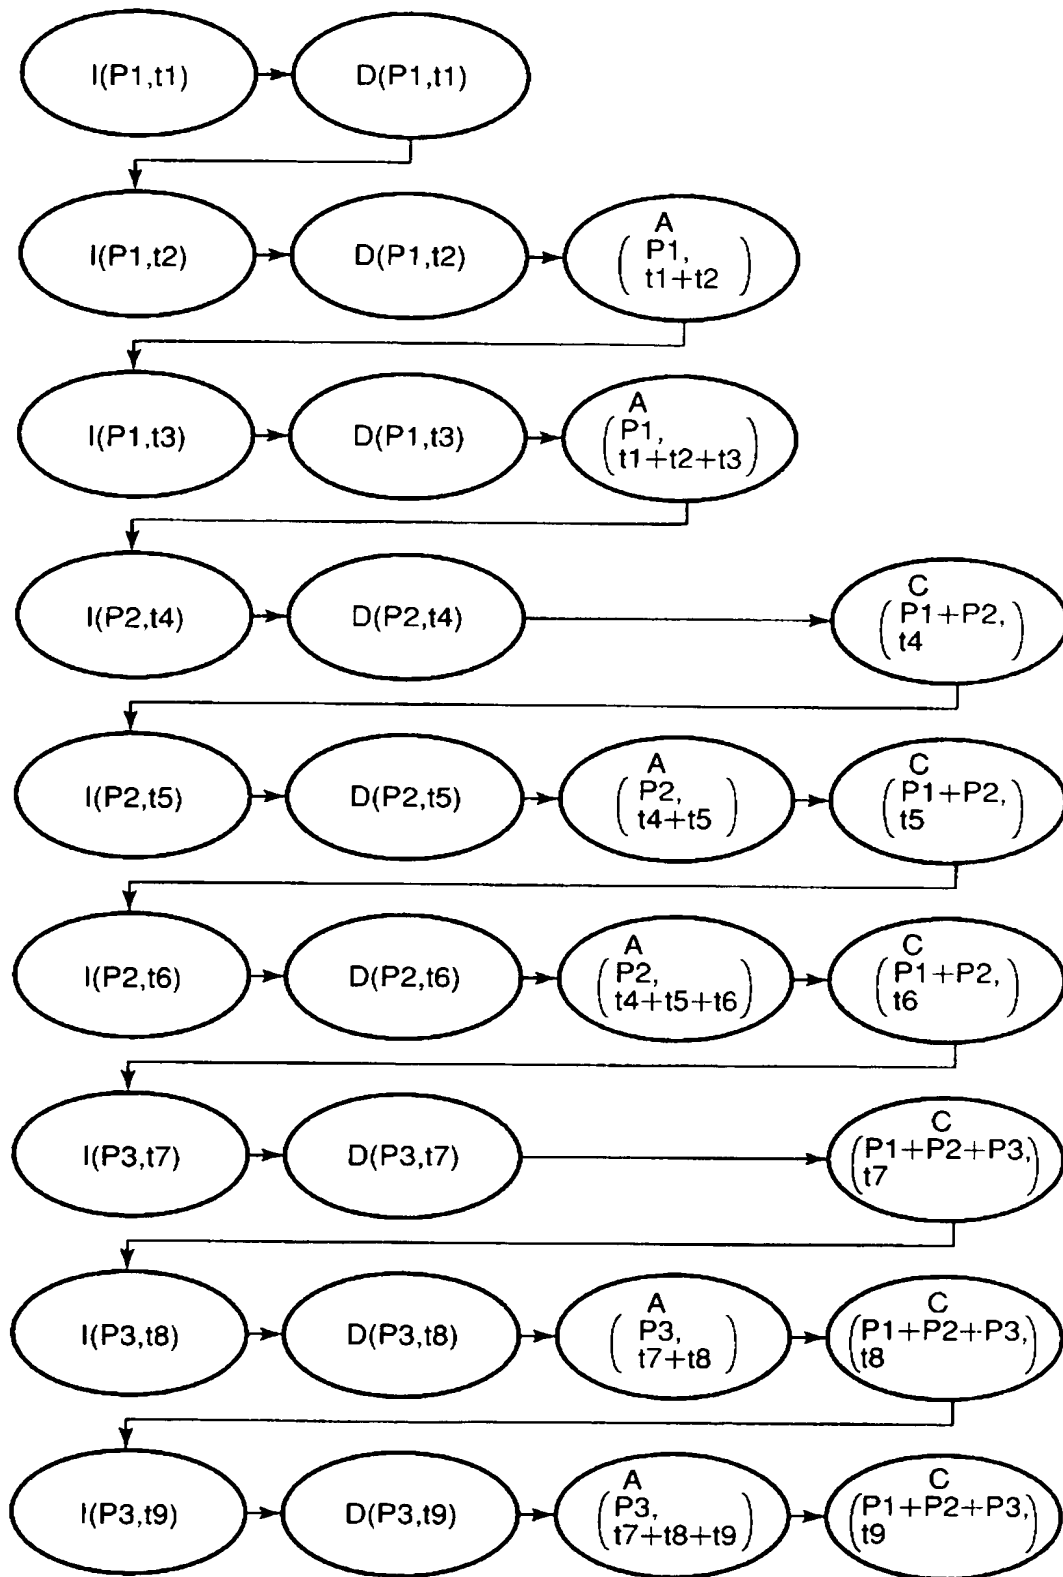 I(P1,t1)
D(P1,t1)
I(P1,t2)
D(P1,t2)
A
(P1,
t1+t2)
I(P1,t3)
D(P1,t3)
A
(P1,
t1+t2+t3)
I(P2,t4)
D(P2,t4)
C
(P1+P2,
t4)
I(P2,t5)
D(P2,t5)
A
(P2,
t4+t5)
C
(P1+P2,
t5)
I(P2,t6)
D(P2,t6)
A
(P2,
t4+t5+t6)
C
(P1+P2,
t6)
I(P3,t7)
D(P3,t7)
C
(P1+P2+P3,
t7)
I(P3,t8)
D(P3,t8)
A
(P3,
t7+t8)
C
(P1+P2+P3,
t8)
I(P3,t9)
D(P3,t9)
A
(P3,
t7+t8+t9)
C
(P1+P2+P3,
t9)